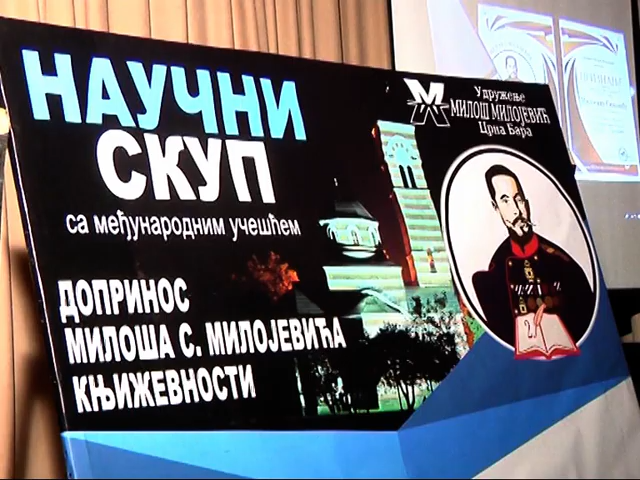 НАУЧНИ
СКУП
са међународним учешћем
ДОПРИНОС
МИЛОША С. МИЛОЈЕВИЋА
КЊИЖЕВНОСТИ
Удружење
МИЛОШ МИЛОЈЕВИЋ
Црна Бара